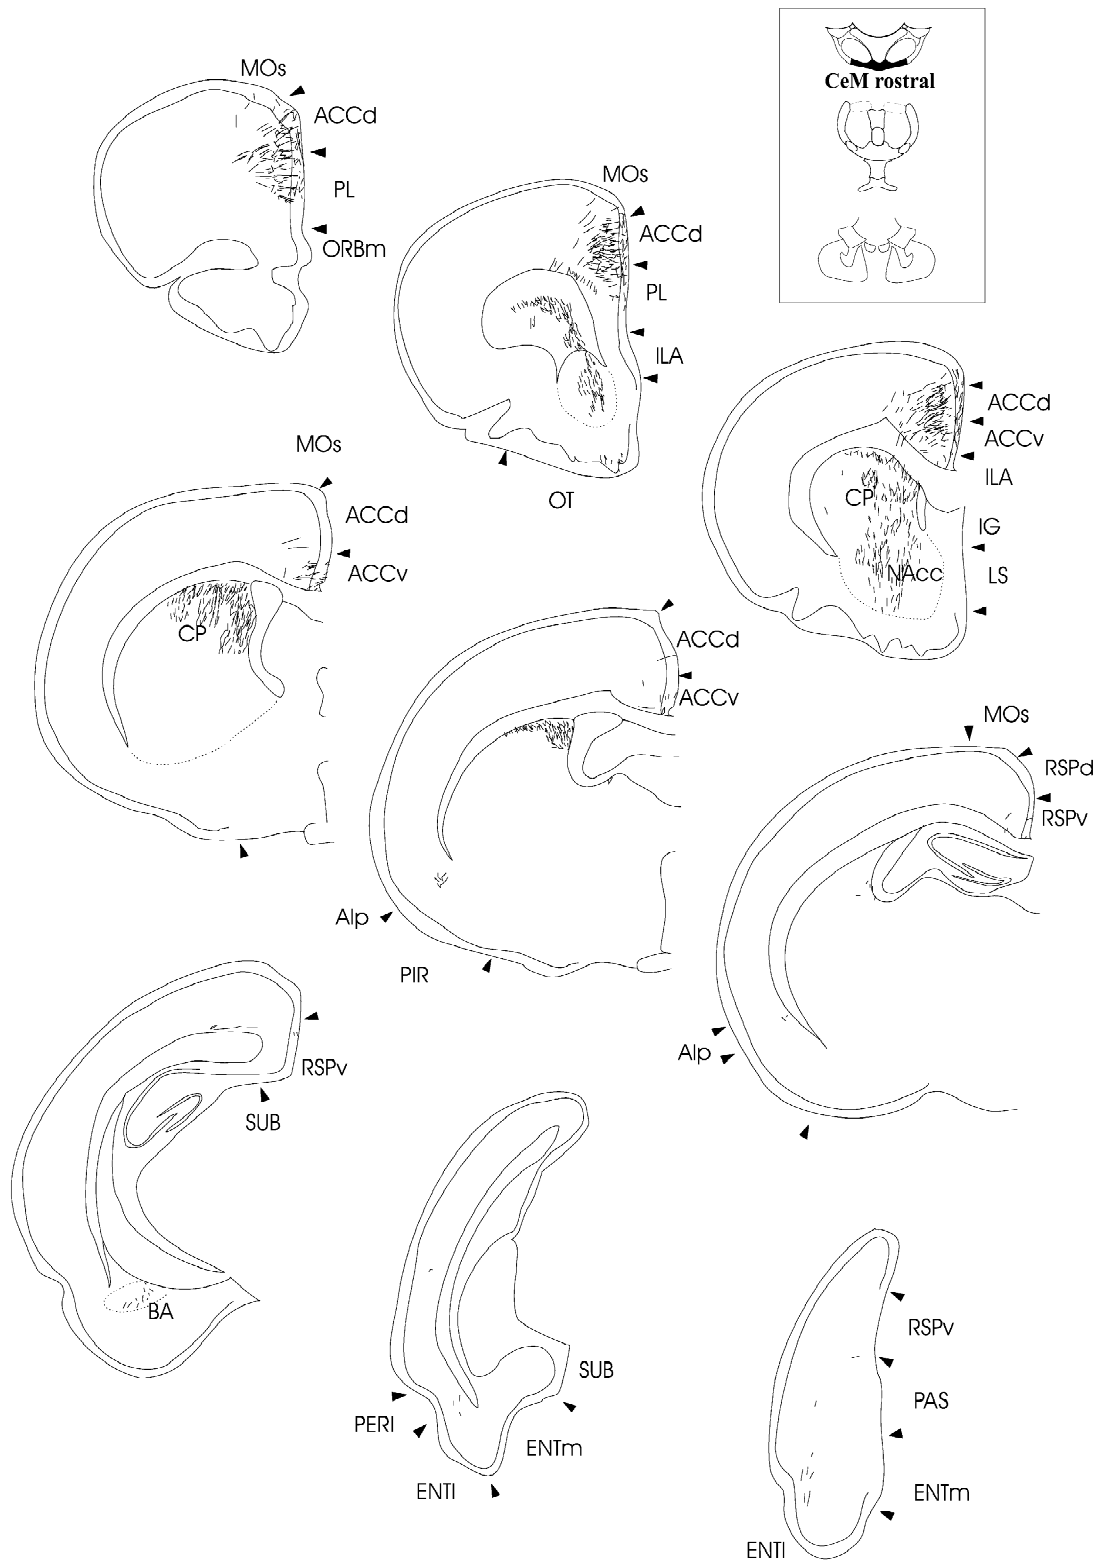 CeM rostral
MOs
ACCd
PL
ORBm
MOs
ACCd
PL
ILA
OT
ACCd
ACCv
ILA
CP
IG
NAcc
LS
MOs
ACCd
ACCv
CP
ACCd
ACCv
AIp
PIR
MOs
RSPd
RSPv
AIp
RSPv
SUB
BA
SUB
PERI
ENTm
ENTl
RSPv
PAS
ENTm
ENTl